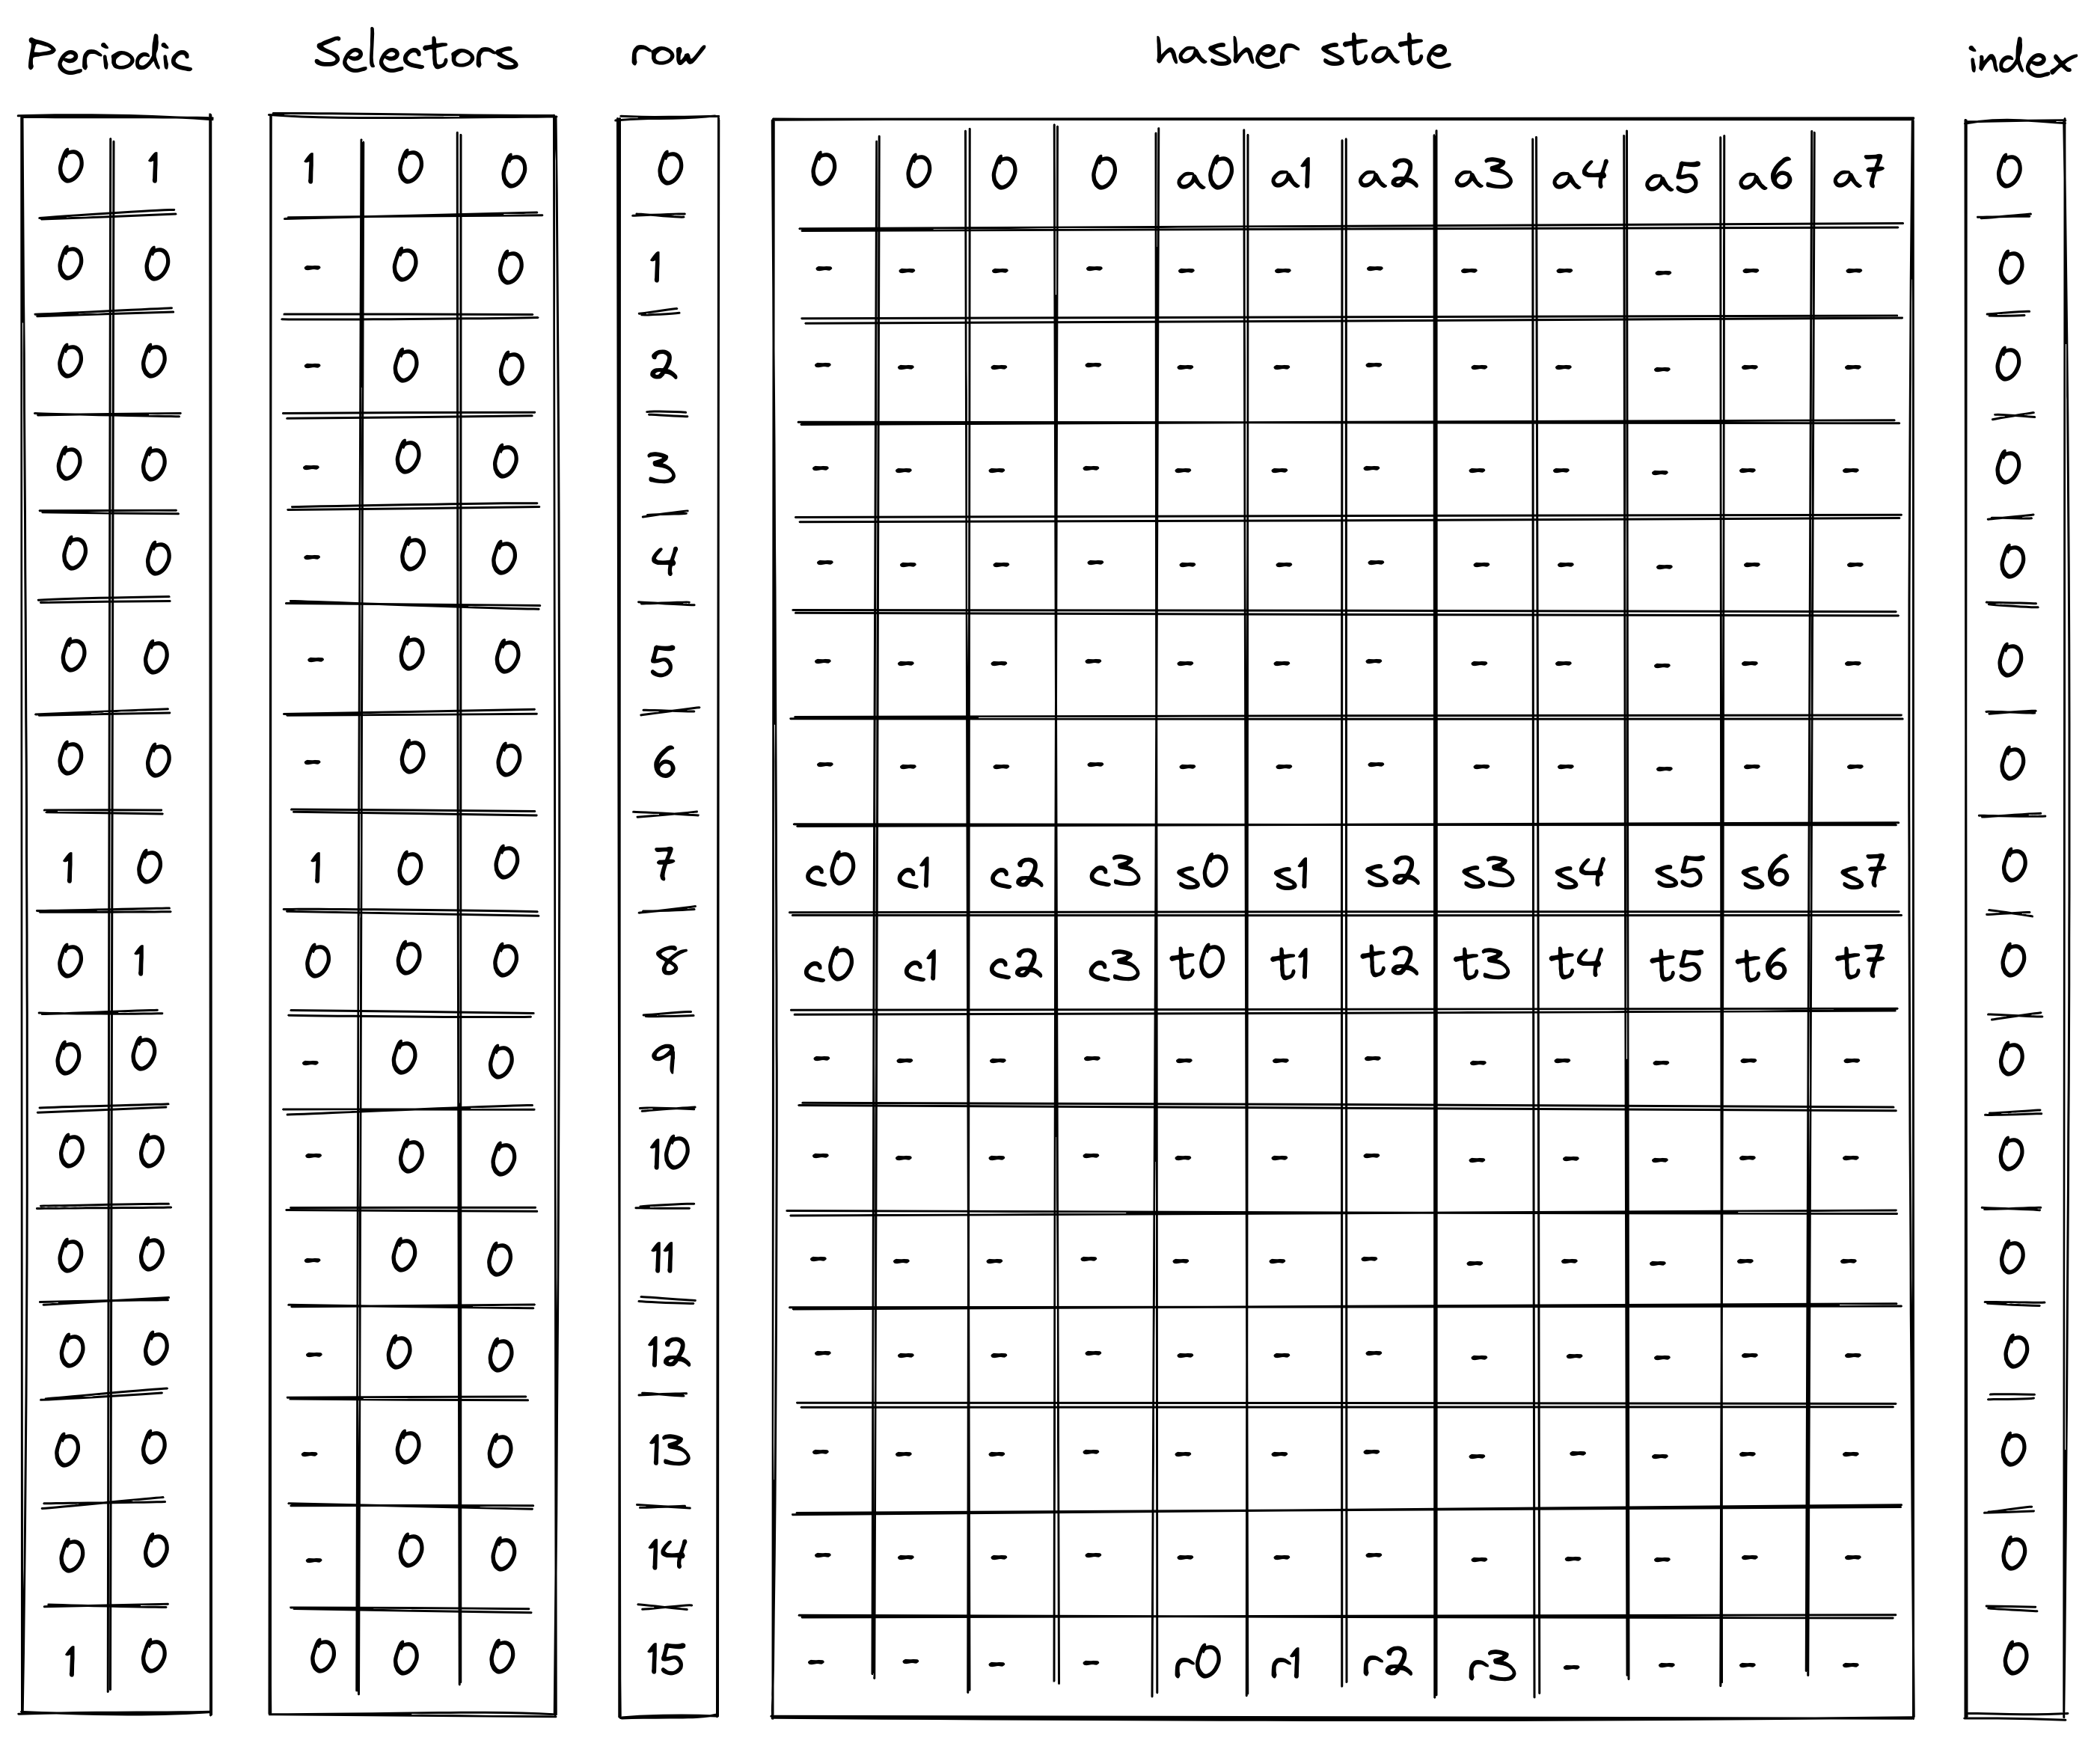 Periodic selectors row hasher state index
0 1 1 0 0 0 0 0 0 0 a0 a1 a2 a3 a4 a5 a6 a7 0
0 0 - 0 0 1 - - - - - - - - - - - - 0
0 0 - 0 0 2 - - - - - - - - - - - - 0
0 0 - 0 0 3 - - - - - - - - - - - - 0
0 0 - 0 0 4 - - - - - - - - - - - - 0
0 0 - 0 0 5 - - - - - - - - - - - - 0
0 0 - 0 0 6 - - - - - - - - - - - - 0
1 0 1 0 0 7 c0 c1 c2 c3 s0 s1 s2 s3 s4 s5 s6 s7 0
0 1 0 0 0 8 c0 c1 c2 c3 t0 t1 t2 t3 t4 t5 t6 t7 0
0 0 - 0 0 9 - - - - - - - - - - - - 0
0 0 - 0 0 10 - - - - - - - - - - - - 0
0 0 - 0 0 11 - - - - - - - - - - - - 0
0 0 - 0 0 12 - - - - - - - - - - - - 0
0 0 - 0 0 13 - - - - - - - - - - - - 0
0 0 - 0 0 14 - - - - - - - - - - - - 0
1 0 0 0 0 15 - - - - r0 r1 r2 r3 - - - - 0